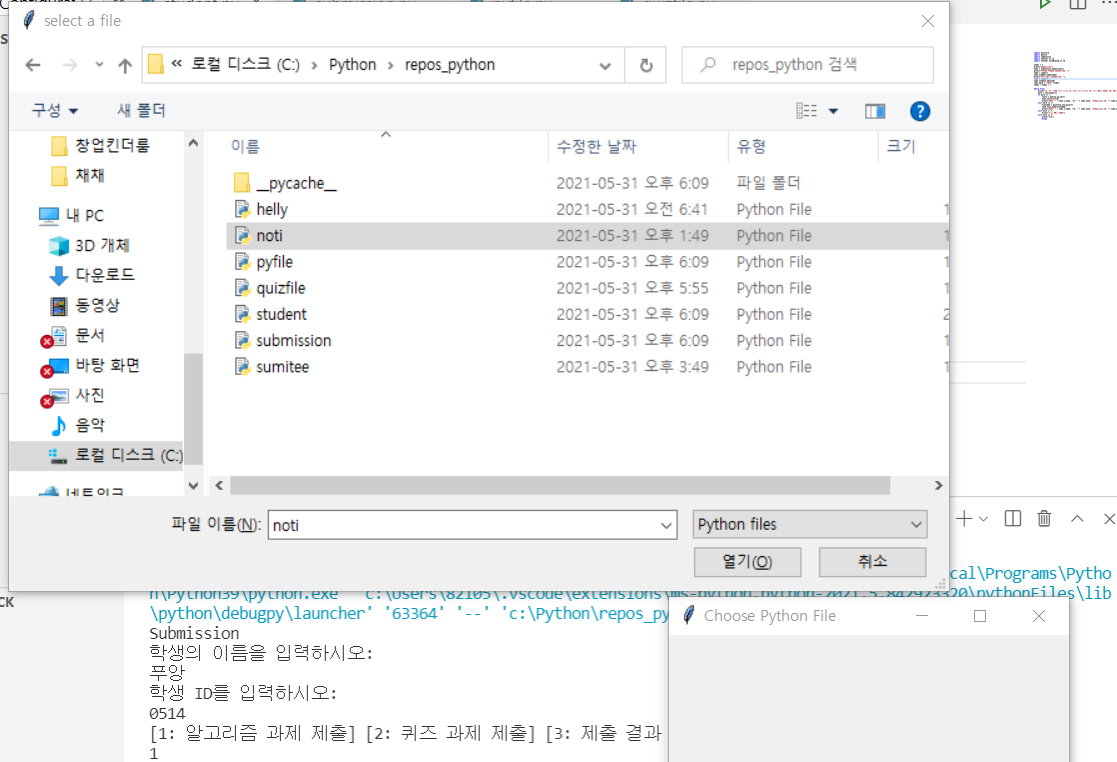 select a file
로컬 디스크 (C:) › Python › repos_python
repos_python 검색
구성
새 폴더
창업킨더룸
채채
내 PC
3D 개체
다운로드
동영상
문서
바탕 화면
사진
음악
로컬 디스크 (C:)
네트워크
이름 수정한 날짜 유형 크기
__pycache__ 2021-05-31 오후 6:09 파일 폴더
helly 2021-05-31 오전 6:41 Python File 1
noti 2021-05-31 오후 1:49 Python File 1
pyfile 2021-05-31 오후 6:09 Python File 1
quizfile 2021-05-31 오후 5:55 Python File 1
student 2021-05-31 오후 6:09 Python File 2
submission 2021-05-31 오후 6:09 Python File 1
sumitee 2021-05-31 오후 3:49 Python File 1
파일 이름(N): noti
Python files
열기(O) 취소
CK
cal\Programs\Pytho
n\Python39\python.exe' 'c:\Users\82105\.vscode\extensions\ms-python.python-2021.5.842923320\pythonFiles\lib
\python\debugpy\launcher' '63364' '--' 'c:\Python\repos_py
Choose Python File
Submission
학생의 이름을 입력하시오:
푸앙
학생 ID를 입력하시오:
0514
[1: 알고리즘 과제 제출] [2: 퀴즈 과제 제출] [3: 제출 결과
1